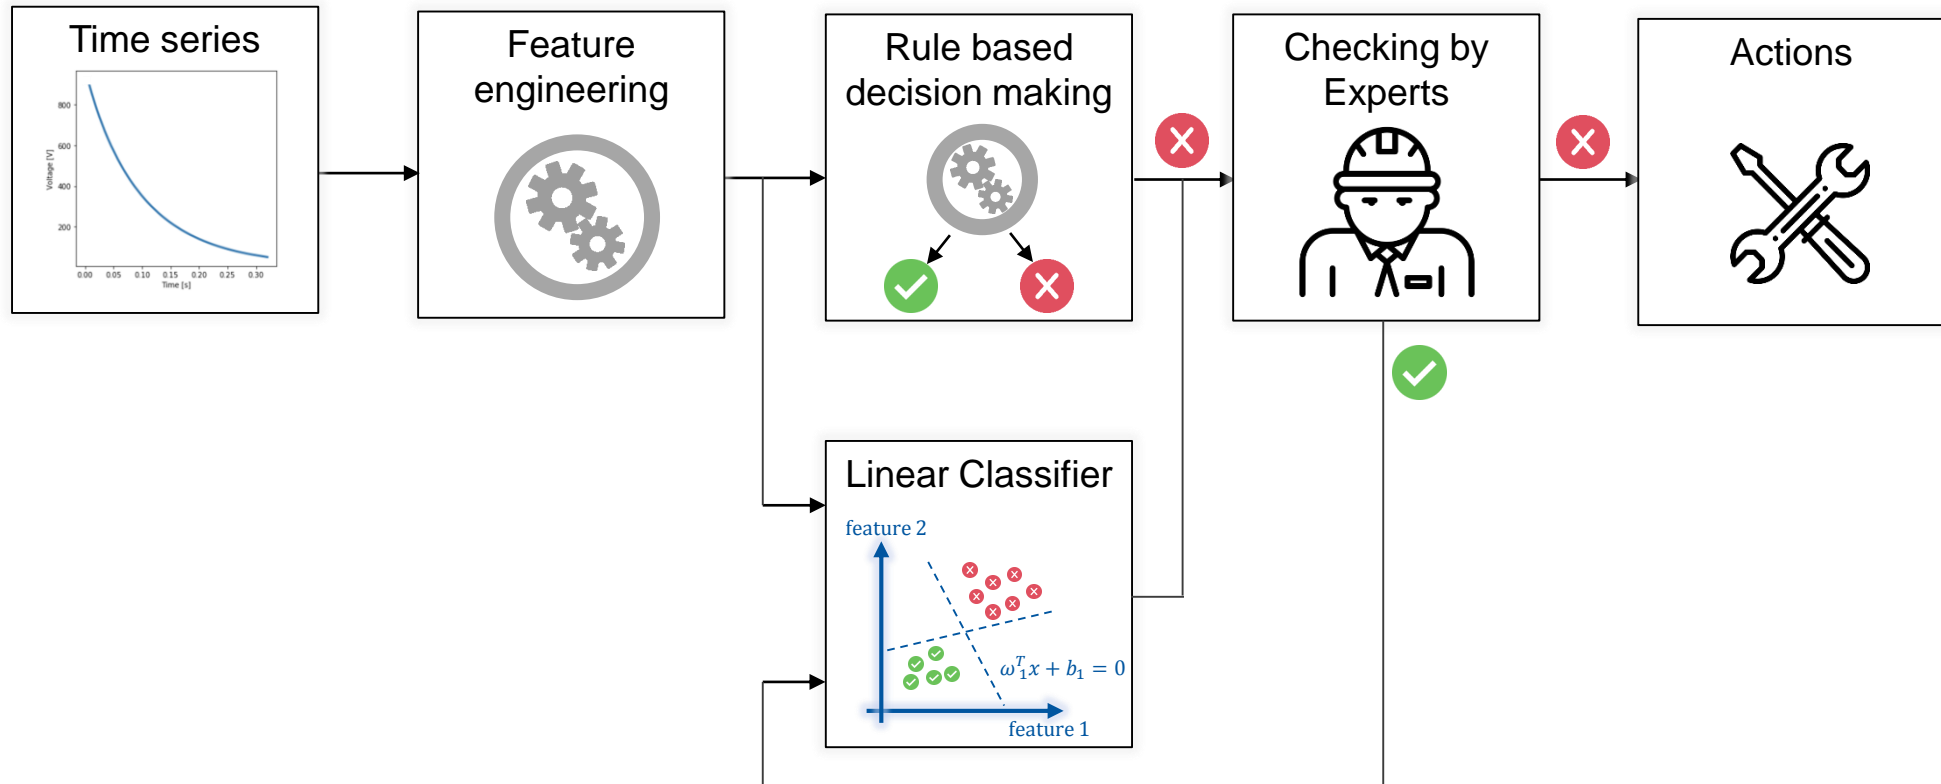 Time series
800
600
400
200
Voltage [V]
0.00 0.05 0.10 0.15 0.20 0.25 0.30
Time [s]
Feature
engineering
Rule based
decision making
Checking by
Experts
Actions
Linear Classifier
feature 2
ω₁ᵀx + b₁ = 0
feature 1